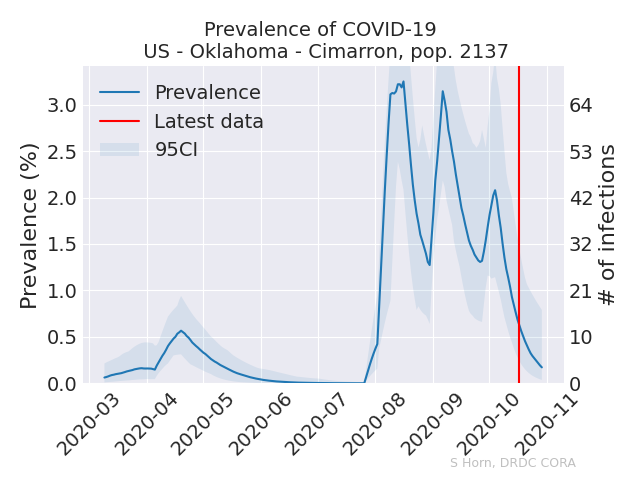 Prevalence of COVID-19
US - Oklahoma - Cimarron, pop. 2137
Prevalence
Latest data
95CI
Prevalence (%)
3.0
2.5
2.0
1.5
1.0
0.5
0.0
64
53
42
32
21
10
0
# of infections
2020-03
2020-04
2020-05
2020-06
2020-07
2020-08
2020-09
2020-10
2020-11
S Horn, DRDC CORA